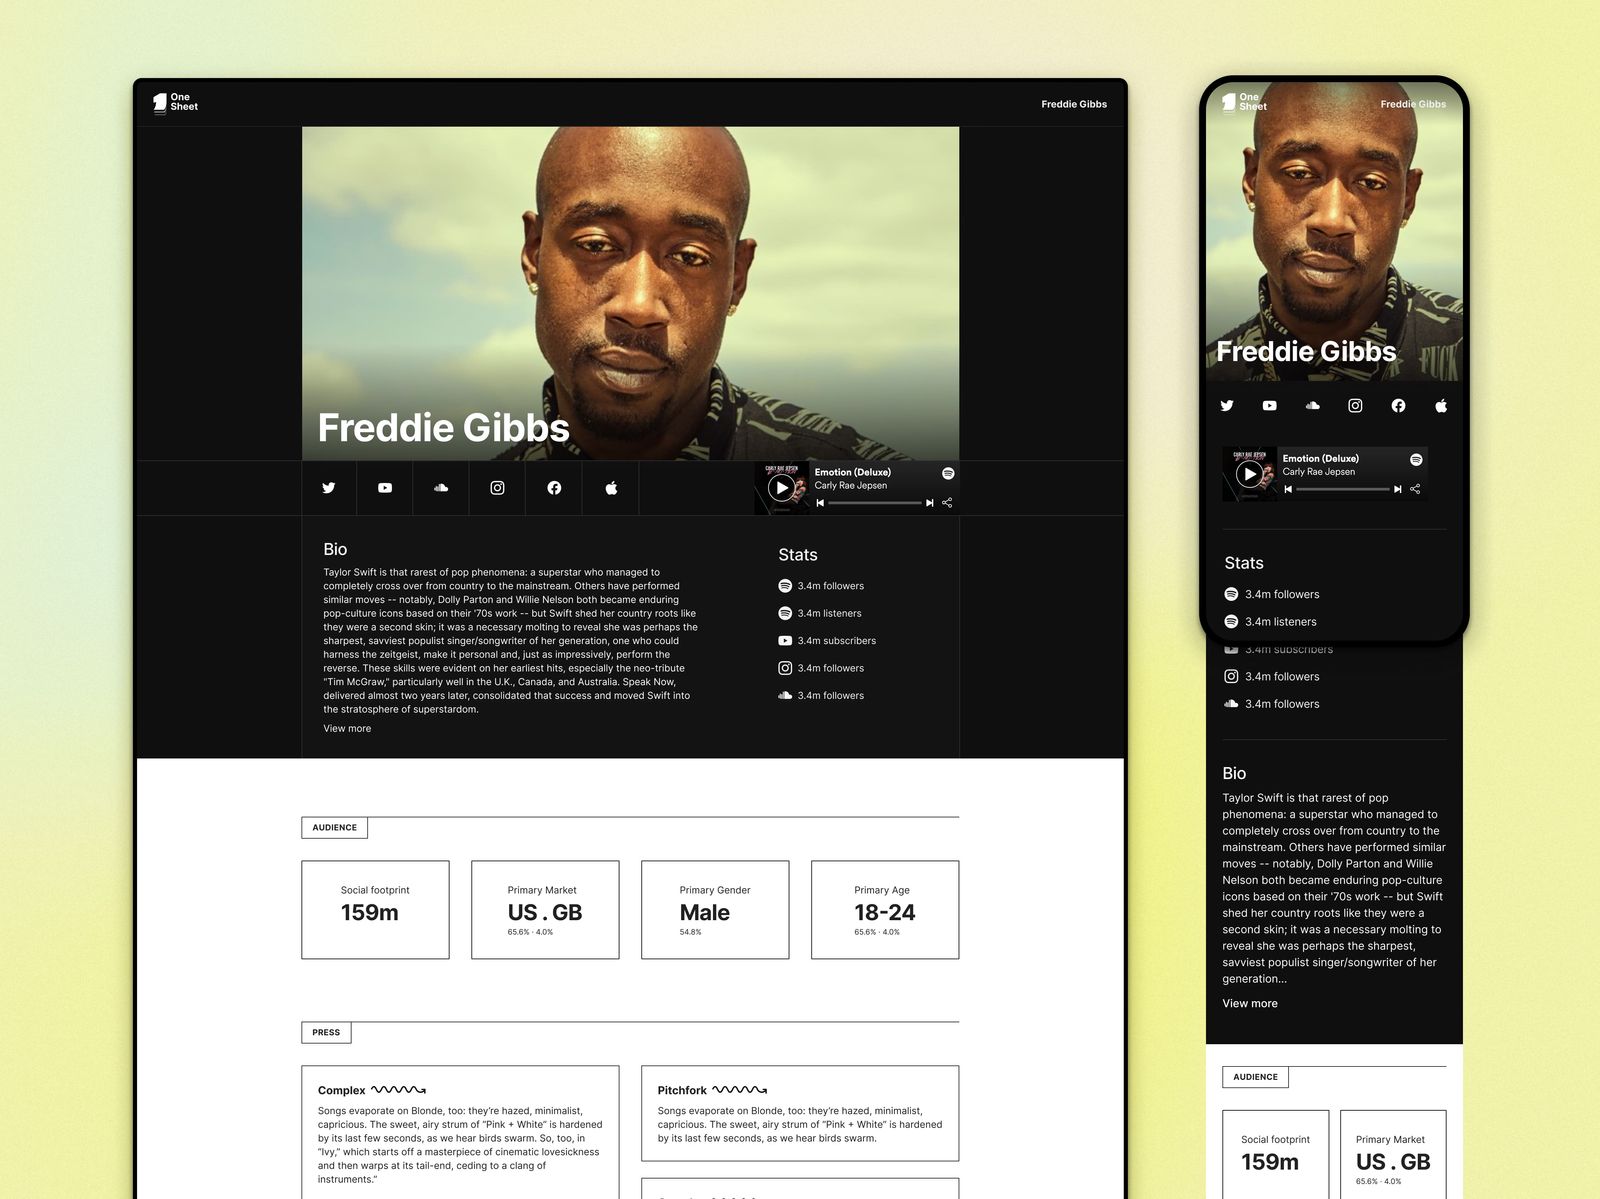 One
Sheet
Freddie Gibbs
Freddie Gibbs
CARLY RAE JEPSEN
Emotion (Deluxe)
Carly Rae Jepsen
Bio
Taylor Swift is that rarest of pop phenomena: a superstar who managed to
completely cross over from country to the mainstream. Others have performed
similar moves -- notably, Dolly Parton and Willie Nelson both became enduring
pop-culture icons based on their '70s work -- but Swift shed her country roots like
they were a second skin; it was a necessary molting to reveal she was perhaps the
sharpest, savviest populist singer/songwriter of her generation, one who could
harness the zeitgeist, make it personal and, just as impressively, perform the
reverse. These skills were evident on her earliest hits, especially the neo-tribute
"Tim McGraw," particularly well in the U.K., Canada, and Australia. Speak Now,
delivered almost two years later, consolidated that success and moved Swift into
the stratosphere of superstardom.
View more
Stats
3.4m followers
3.4m listeners
3.4m subscribers
3.4m followers
3.4m followers
AUDIENCE
Social footprint
159m
Primary Market
US . GB
65.6% · 4.0%
Primary Gender
Male
54.8%
Primary Age
18-24
65.6% · 4.0%
PRESS
Complex
Songs evaporate on Blonde, too: they're hazed, minimalist,
capricious. The sweet, airy strum of "Pink + White" is hardened
by its last few seconds, as we hear birds swarm. So, too, in
"Ivy," which starts off a masterpiece of cinematic lovesickness
and then warps at its tail-end, ceding to a clang of
instruments."
Pitchfork
Songs evaporate on Blonde, too: they're hazed, minimalist,
capricious. The sweet, airy strum of "Pink + White" is hardened
by its last few seconds, as we hear birds swarm.
One
Sheet
Freddie Gibbs
FUCK
Freddie Gibbs
CARLY RAE JEPSEN
Emotion (Deluxe)
Carly Rae Jepsen
Stats
3.4m followers
3.4m listeners
3.4m subscribers
3.4m followers
3.4m followers
Bio
Taylor Swift is that rarest of pop
phenomena: a superstar who managed to
completely cross over from country to the
mainstream. Others have performed similar
moves -- notably, Dolly Parton and Willie
Nelson both became enduring pop-culture
icons based on their '70s work -- but Swift
shed her country roots like they were a
second skin; it was a necessary molting to
reveal she was perhaps the sharpest,
savviest populist singer/songwriter of her
generation...
View more
AUDIENCE
Social footprint
159m
Primary Market
US . GB
65.6% · 4.0%